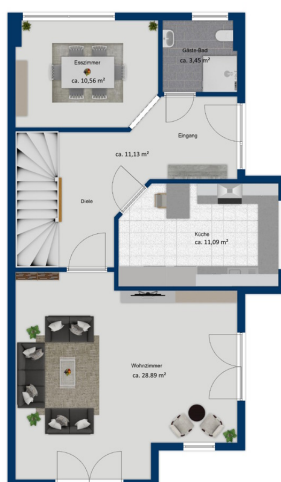 Gäste-Bad
ca. 3,45 m²
Esszimmer
ca. 10,56 m²
Eingang
ca. 11,13 m²
Diele
Küche
ca. 11,09 m²
Wohnzimmer
ca. 28,89 m²